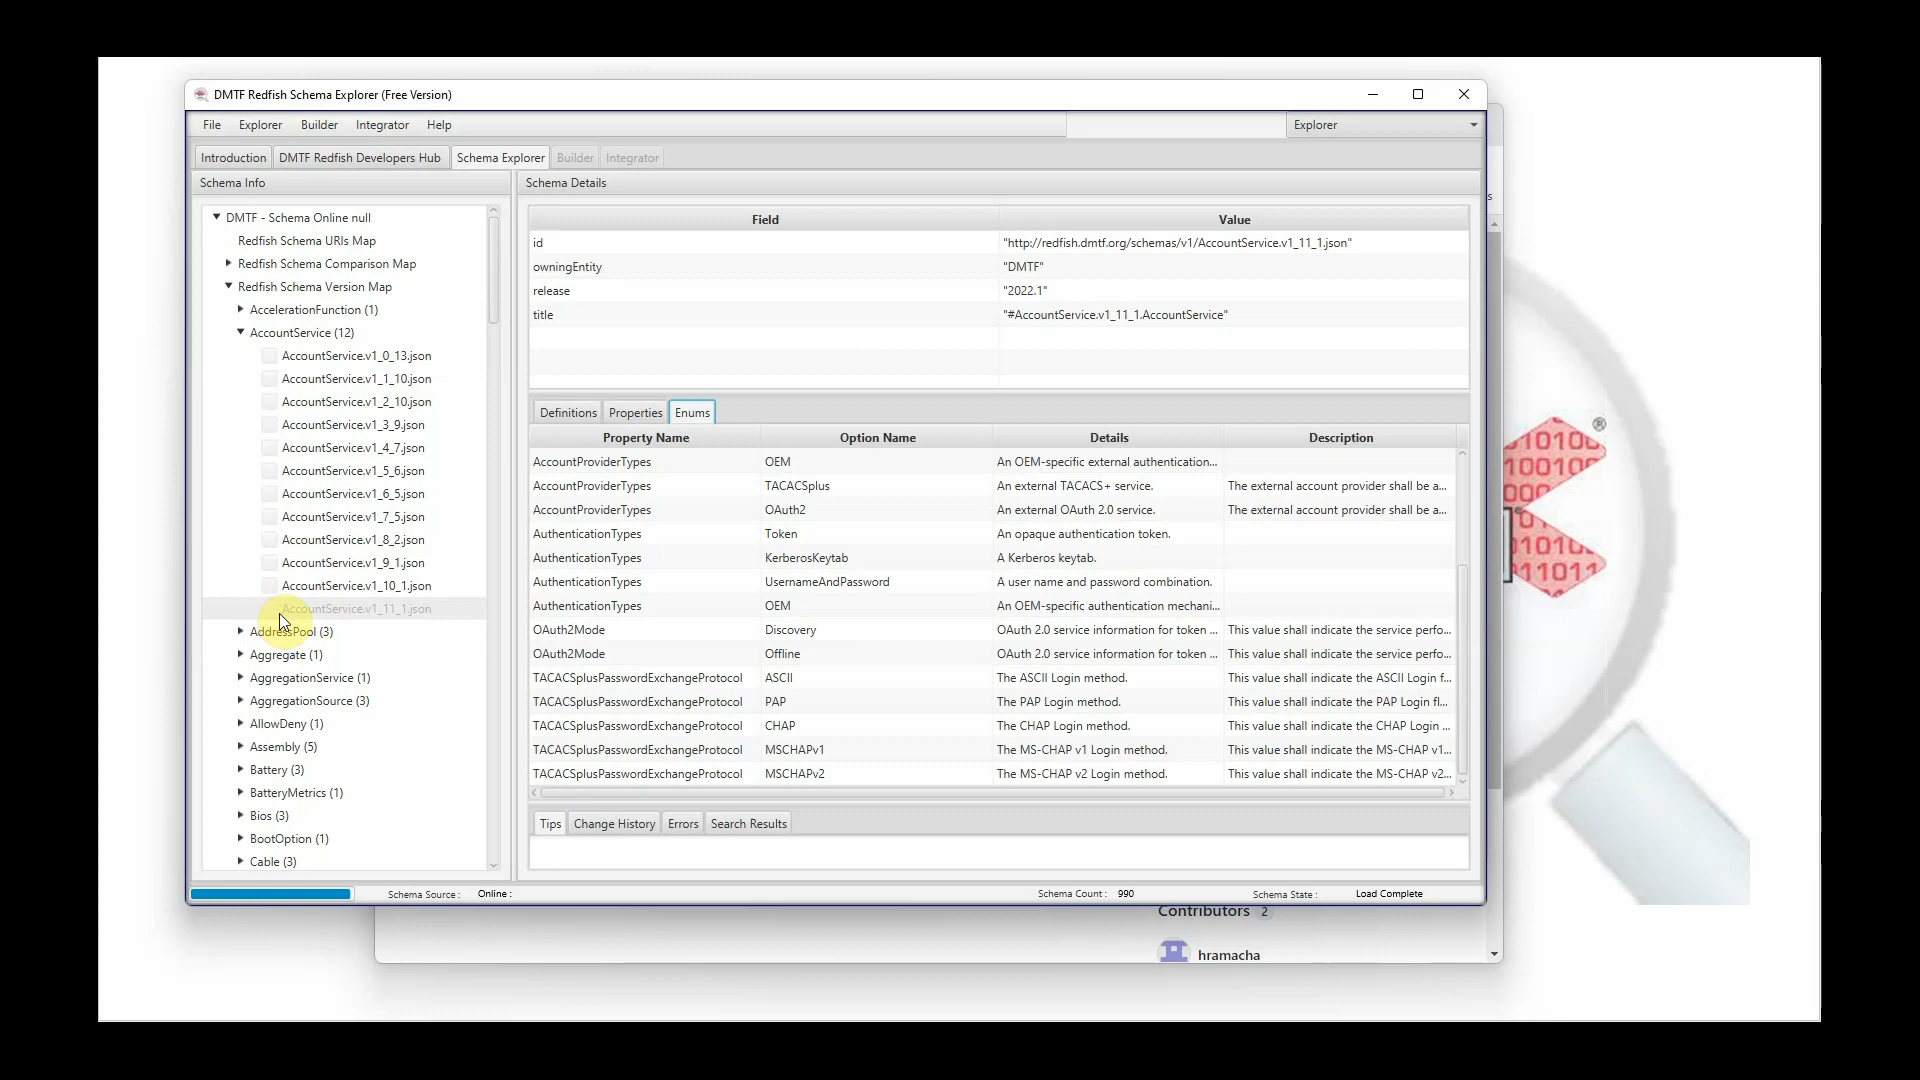 DMTF Redfish Schema Explorer (Free Version)
File Explorer Builder Integrator Help Explorer
Introduction DMTF Redfish Developers Hub Schema Explorer Builder Integrator
Schema Info
DMTF - Schema Online null
Redfish Schema URIs Map
Redfish Schema Comparison Map
Redfish Schema Version Map
AccelerationFunction (1)
AccountService (12)
AccountService.v1_0_13.json
AccountService.v1_1_10.json
AccountService.v1_2_10.json
AccountService.v1_3_9.json
AccountService.v1_4_7.json
AccountService.v1_5_6.json
AccountService.v1_6_5.json
AccountService.v1_7_5.json
AccountService.v1_8_2.json
AccountService.v1_9_1.json
AccountService.v1_10_1.json
AccountService.v1_11_1.json
AddressPool (3)
Aggregate (1)
AggregationService (1)
AggregationSource (3)
AllowDeny (1)
Assembly (5)
Battery (3)
BatteryMetrics (1)
Bios (3)
BootOption (1)
Cable (3)
Schema Details
Field Value
id "http://redfish.dmtf.org/schemas/v1/AccountService.v1_11_1.json"
owningEntity "DMTF"
release "2022.1"
title "#AccountService.v1_11_1.AccountService"
Definitions Properties Enums
Property Name Option Name Details Description
AccountProviderTypes OEM An OEM-specific external authentication...
AccountProviderTypes TACACSplus An external TACACS+ service. The external account provider shall be a...
AccountProviderTypes OAuth2 An external OAuth 2.0 service. The external account provider shall be a...
AuthenticationTypes Token An opaque authentication token.
AuthenticationTypes KerberosKeytab A Kerberos keytab.
AuthenticationTypes UsernameAndPassword A user name and password combination.
AuthenticationTypes OEM An OEM-specific authentication mechani...
OAuth2Mode Discovery OAuth 2.0 service information for token ... This value shall indicate the service perfo...
OAuth2Mode Offline OAuth 2.0 service information for token ... This value shall indicate the service perfo...
TACACSplusPasswordExchangeProtocol ASCII The ASCII Login method. This value shall indicate the ASCII Login f...
TACACSplusPasswordExchangeProtocol PAP The PAP Login method. This value shall indicate the PAP Login fl...
TACACSplusPasswordExchangeProtocol CHAP The CHAP Login method. This value shall indicate the CHAP Login ...
TACACSplusPasswordExchangeProtocol MSCHAPv1 The MS-CHAP v1 Login method. This value shall indicate the MS-CHAP v1...
TACACSplusPasswordExchangeProtocol MSCHAPv2 The MS-CHAP v2 Login method. This value shall indicate the MS-CHAP v2...
Tips Change History Errors Search Results
Schema Source : Online : Schema Count : 990 Schema State : Load Complete
Contributors 2
hramacha